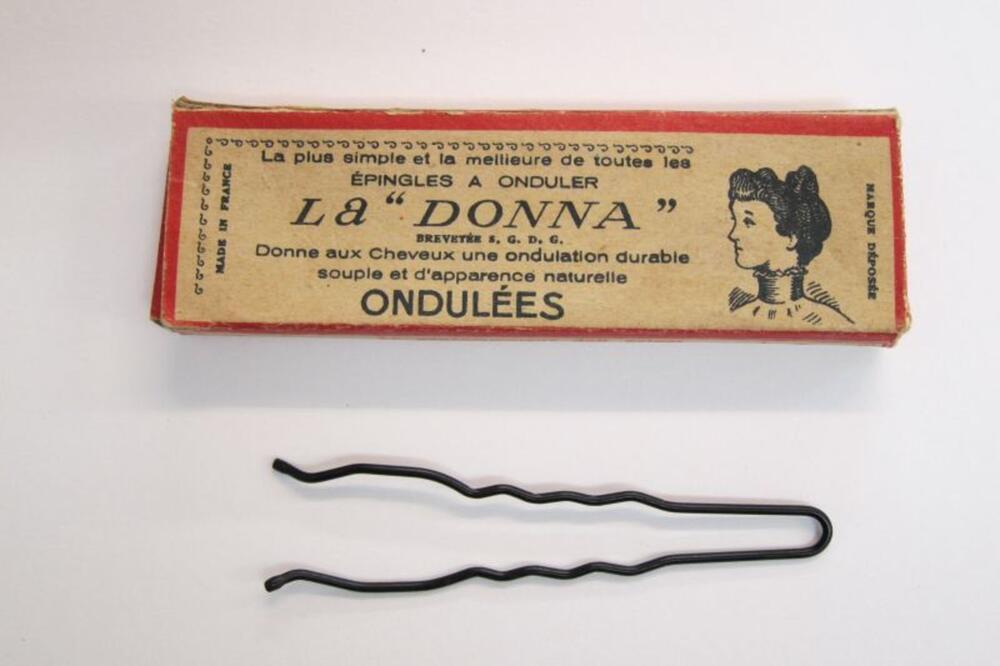 La plus simple et la meilleure de toutes les
ÉPINGLES A ONDULER
La "DONNA"
BREVETÉE S. G. D. G.
Donne aux Cheveux une ondulation durable
souple et d'apparence naturelle
ONDULÉES
MADE IN FRANCE
MARQUE DÉPOSÉE